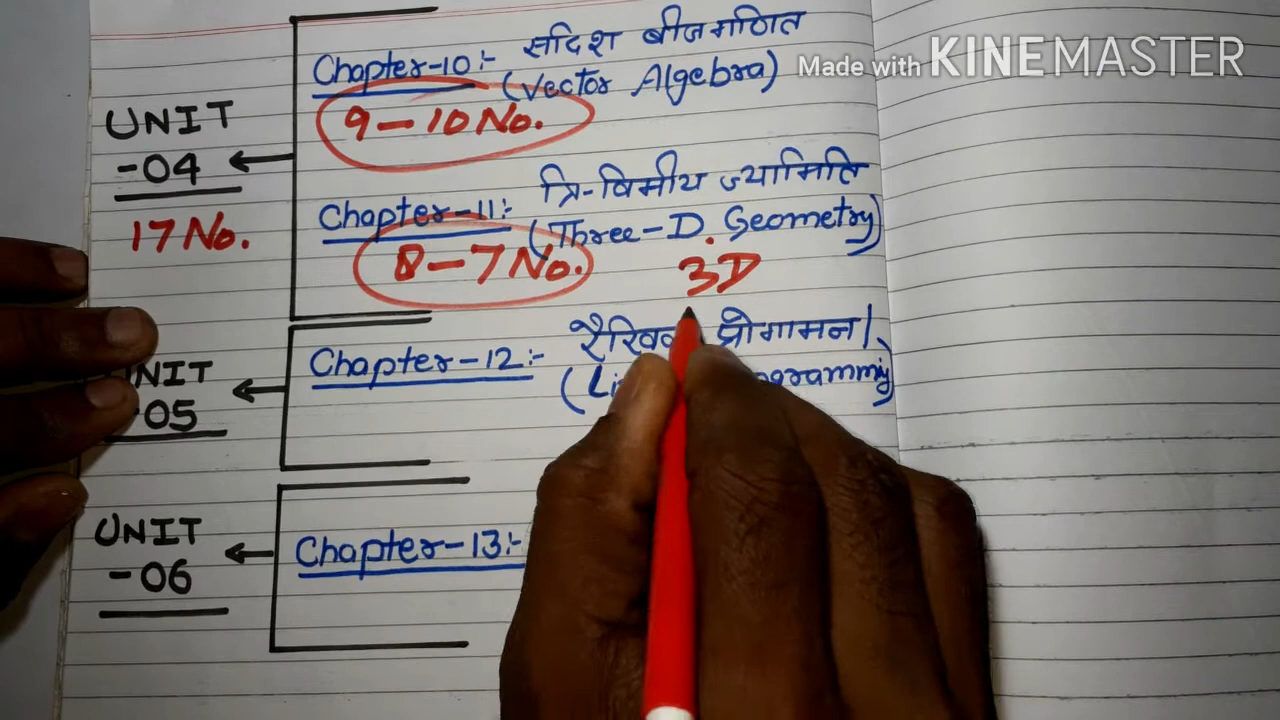 Made with KINEMASTER
UNIT
-04
17 No.
Chapter-10:- सदिश बीजगणित
(Vector Algebra)
9-10 No.
Chapter-11:- त्रि-विमीय ज्यामिति
(Three-D. Geometry)
8-7 No. 3D
UNIT
-05
Chapter-12:- प्रोगामन
UNIT
-06
Chapter-13:-